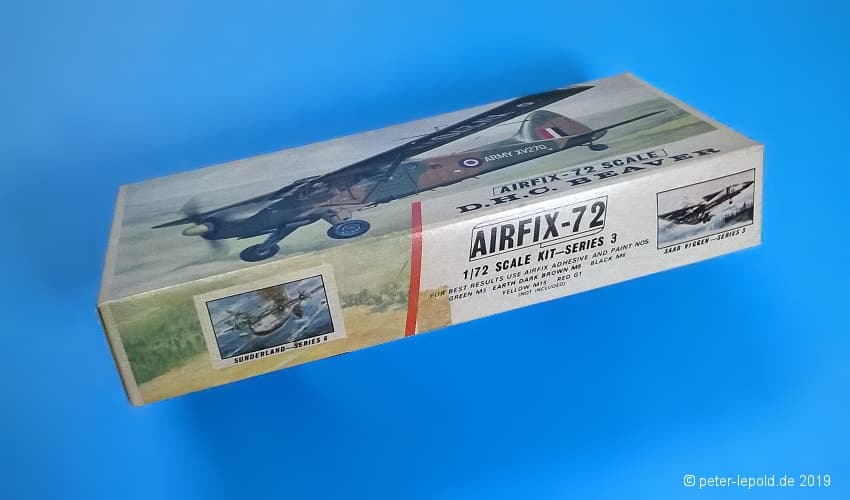 ARMY XV270
AIRFIX-72 SCALE
D.H.C. BEAVER
AIRFIX-72
1/72 SCALE KIT—SERIES 3
FOR BEST RESULTS USE AIRFIX ADHESIVE AND PAINT NOS.
GREEN M3 EARTH DARK BROWN M5 BLACK M6
YELLOW M15 RED G1
(NOT INCLUDED)
SAAB VIGGEN—SERIES 3
SUNDERLAND—SERIES 6
© peter-lepold.de 2019